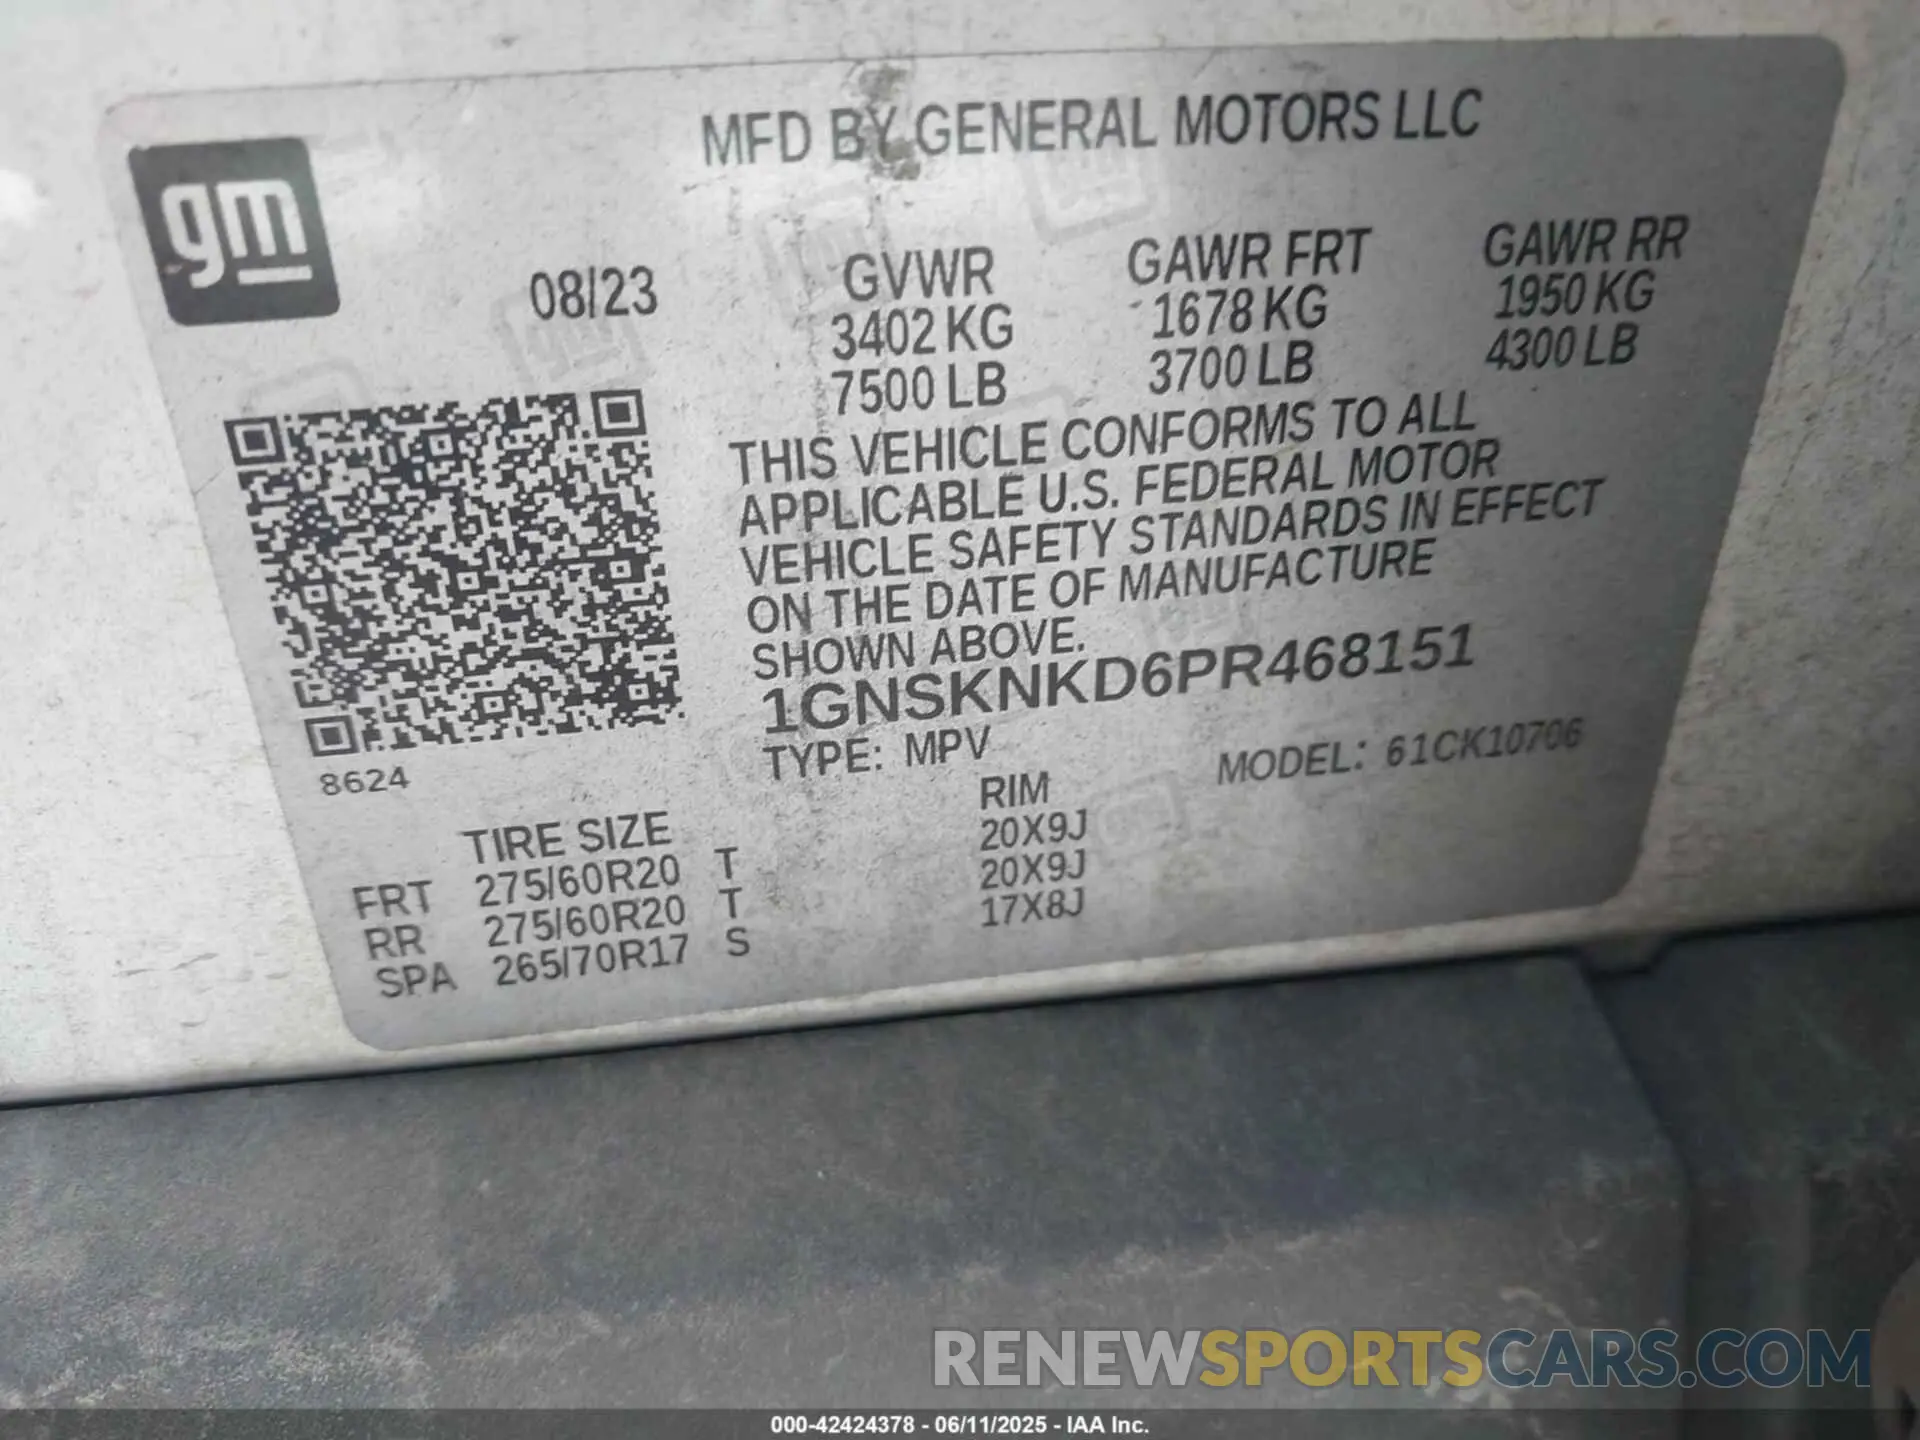 gm
MFD BY GENERAL MOTORS LLC
08/23
GVWR
3402 KG
7500 LB
GAWR FRT
1678 KG
3700 LB
GAWR RR
1950 KG
4300 LB
THIS VEHICLE CONFORMS TO ALL
APPLICABLE U.S. FEDERAL MOTOR
VEHICLE SAFETY STANDARDS IN EFFECT
ON THE DATE OF MANUFACTURE
SHOWN ABOVE.
1GNSKNKD6PR468151
TYPE: MPV
MODEL: 61CK10706
8624
TIRE SIZE RIM
FRT 275/60R20 T 20X9J
RR 275/60R20 T 20X9J
SPA 265/70R17 S 17X8J
RENEWSPORTSCARS.COM
000-42424378 - 06/11/2025 - IAA Inc.